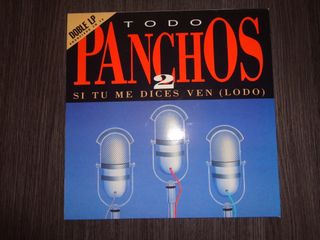 DOBLE LP
TODO
PANCHOS
2
SI TU ME DICES VEN (LODO)